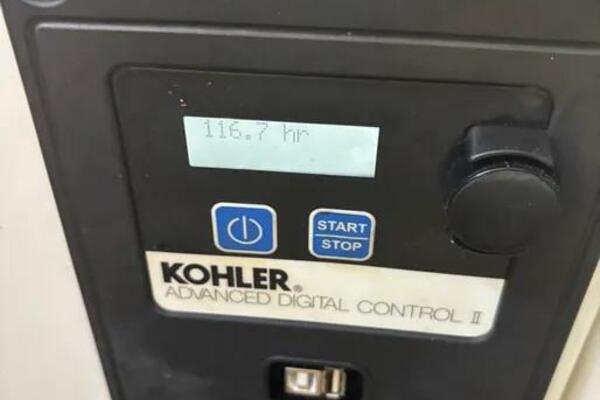 116.7 hr
START
STOP
KOHLER®
ADVANCED DIGITAL CONTROL II